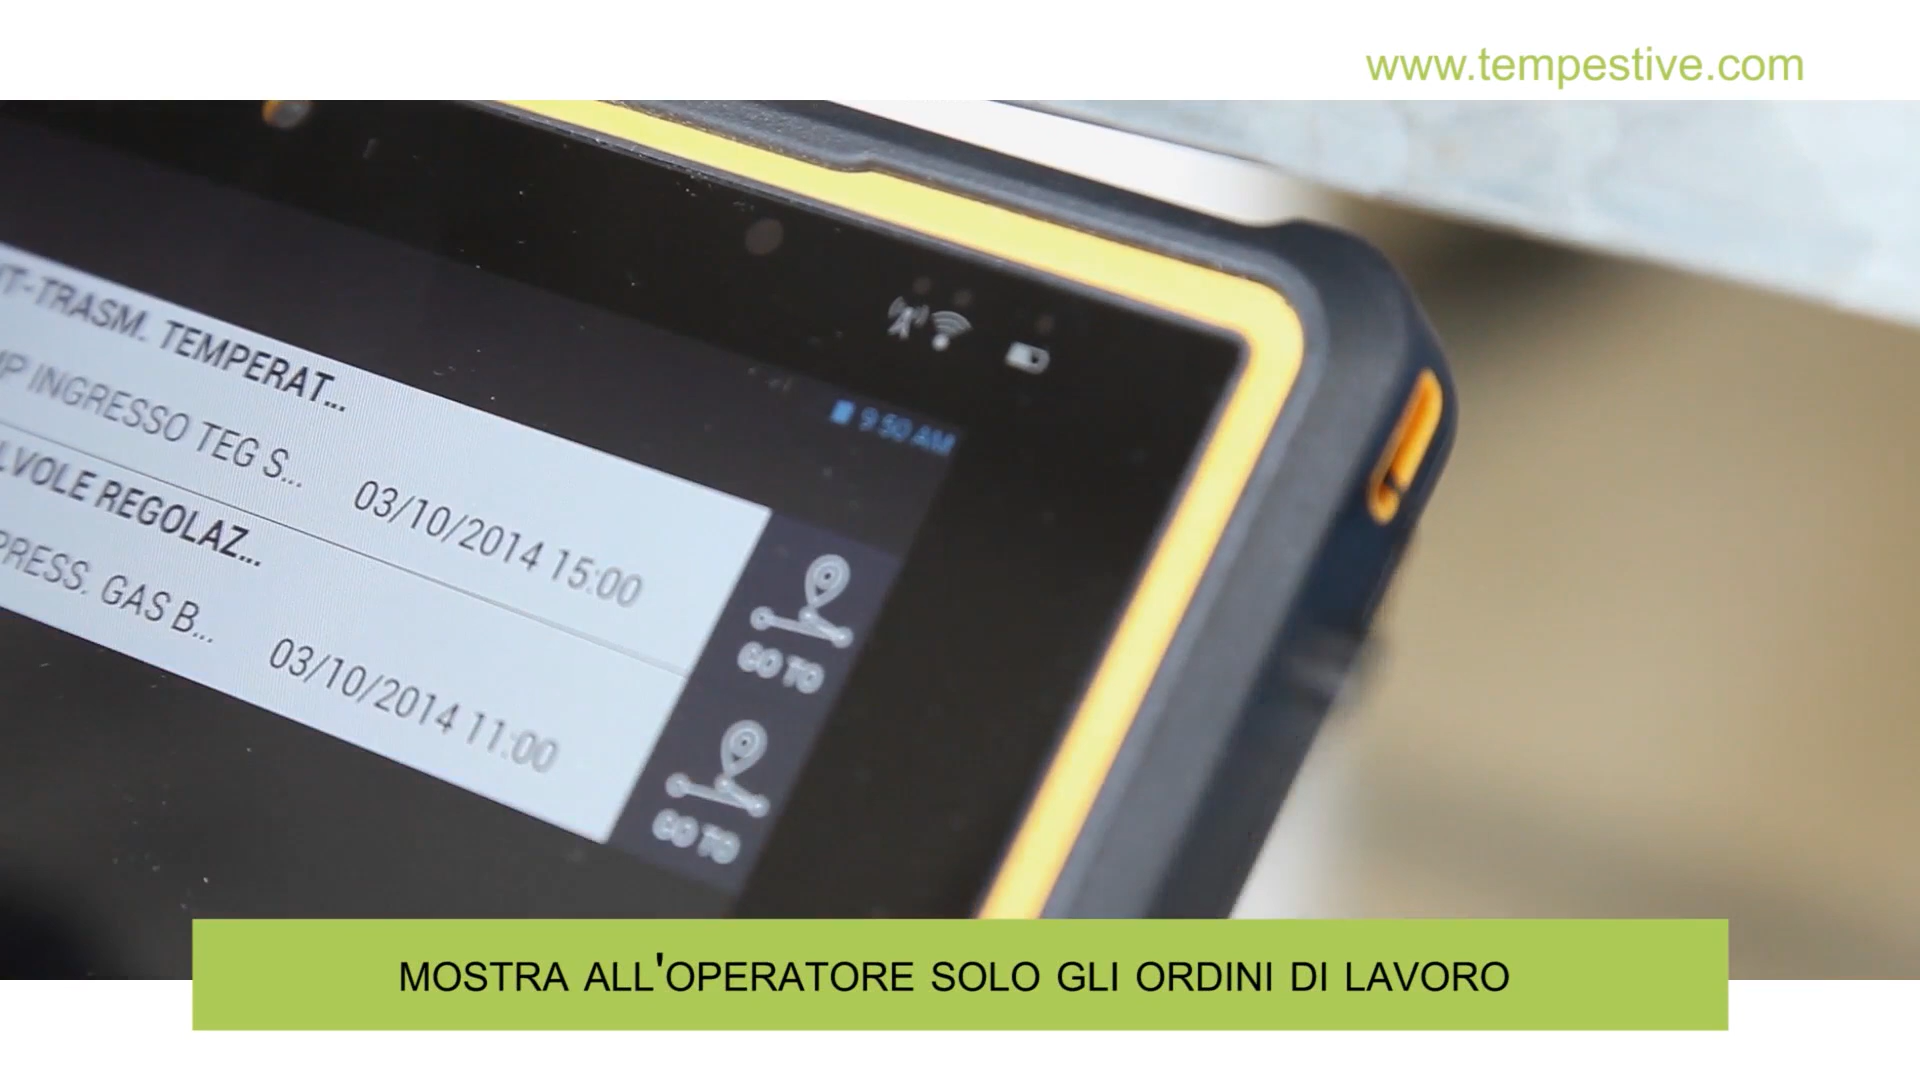 www.tempestive.com
9:50 AM
T-TRASM. TEMPERAT...
P INGRESSO TEG S...
03/10/2014 15:00
GO TO
LVOLE REGOLAZ...
PRESS. GAS B...
03/10/2014 11:00
GO TO
MOSTRA ALL'OPERATORE SOLO GLI ORDINI DI LAVORO